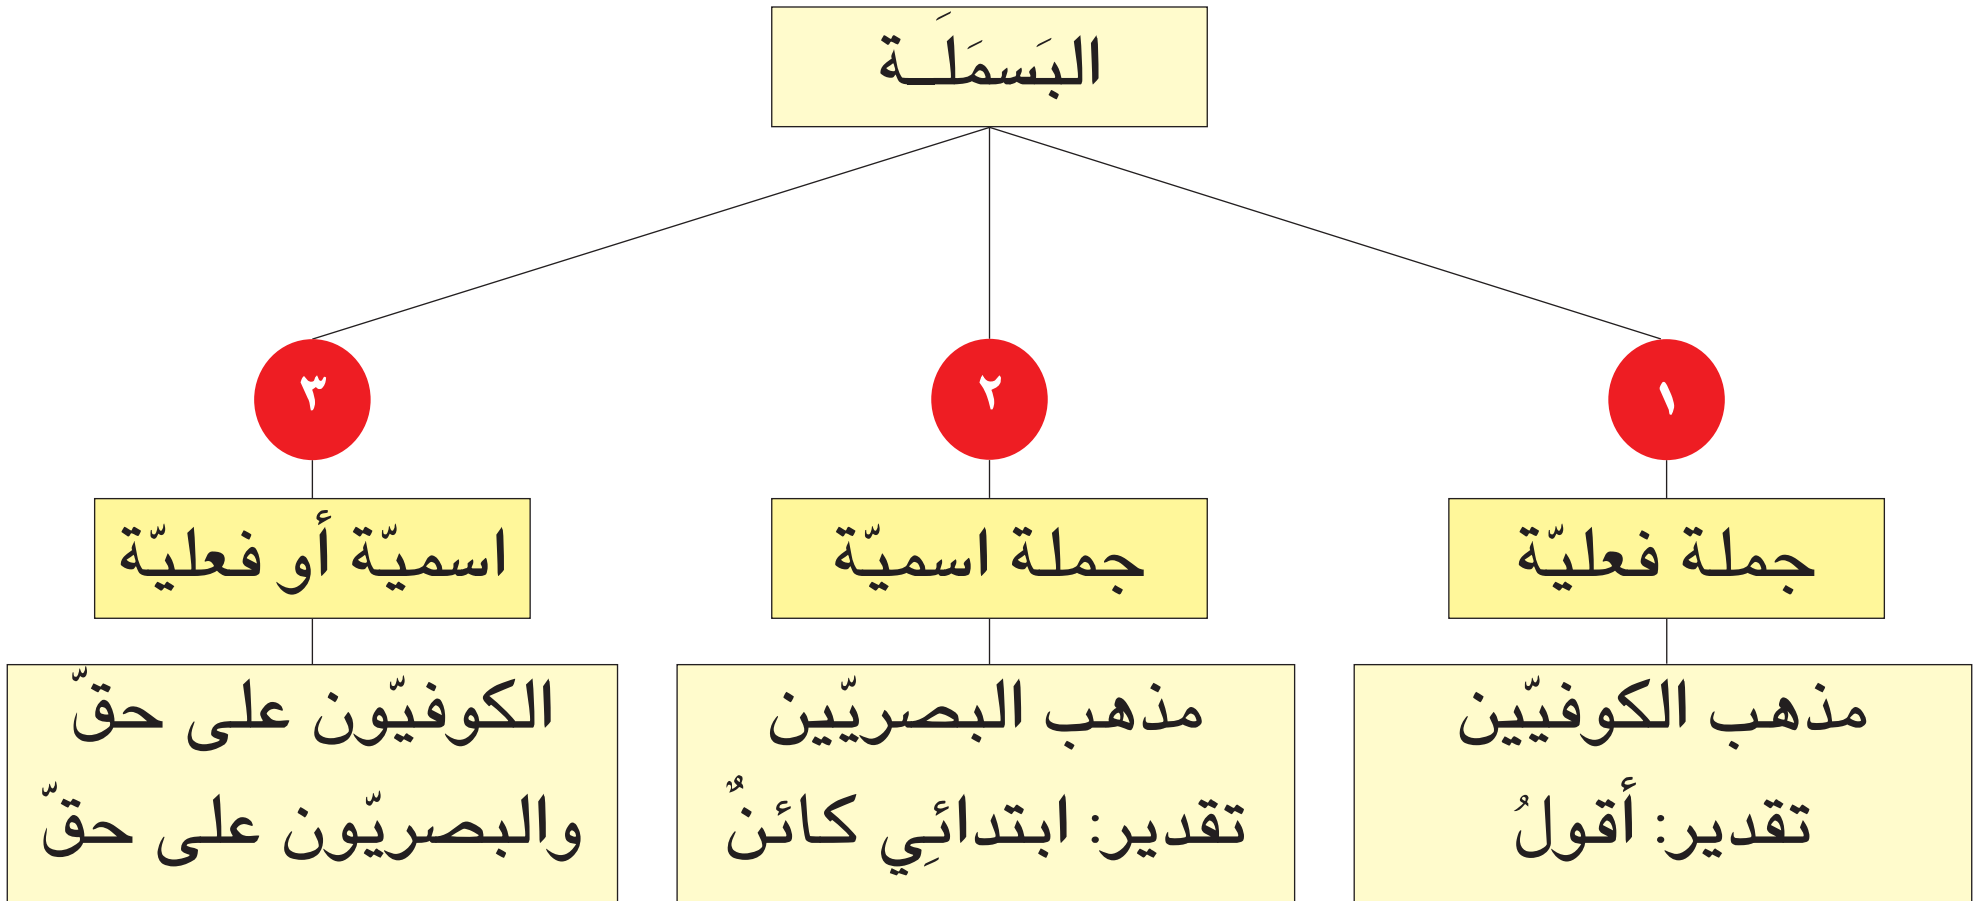 البَسمَلَـة
١
٢
٣
جملة فعليّة
جملة اسميّة
اسميّة أو فعليّة
مذهب الكوفيّين
تقدير: أقولُ
مذهب البصريّين
تقدير: ابتدائِي كائنٌ
الكوفيّون على حقّ
والبصريّون على حقّ